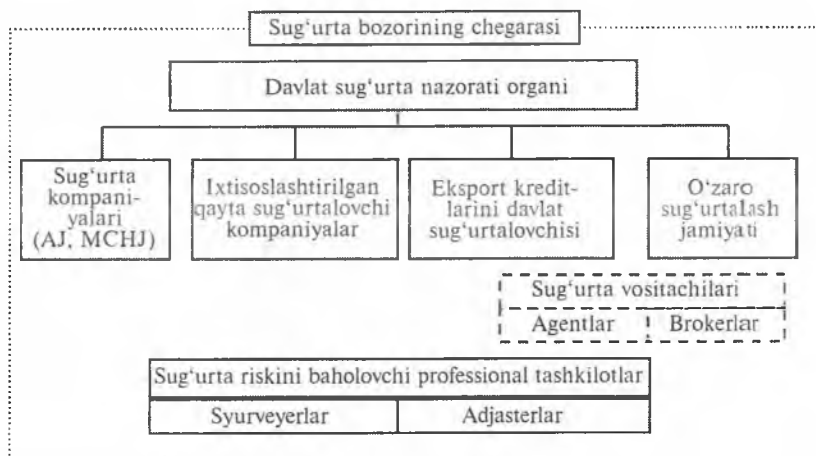 Sug‘urta bozorining chegarasi
Davlat sug‘urta nazorati organi
Sug‘urta
kompani-
yalari
(AJ, MCHJ)
Ixtisoslashtirilgan
qayta sug‘urtalovchi
kompaniyalar
Eksport kredit-
larini davlat
sug‘urtalovchisi
O‘zaro
sug‘urtalash
jamiyati
Sug‘urta vositachilari
Agentlar
Brokerlar
Sug‘urta riskini baholovchi professional tashkilotlar
Syurveyerlar
Adjasterlar